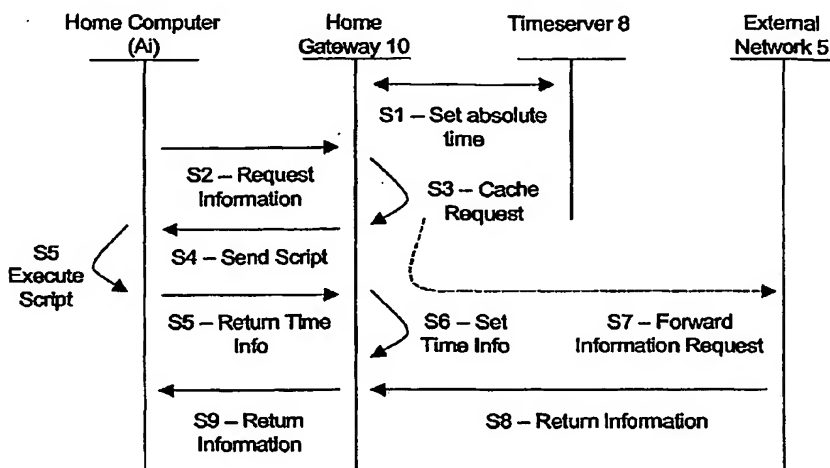 Home Computer
(Ai)
Home
Gateway 10
Timeserver 8
External
Network 5
S1 – Set absolute
time
S2 – Request
Information
S3 – Cache
Request
S4 – Send Script
S5
Execute
Script
S5 – Return Time
Info
S6 – Set
Time Info
S7 – Forward
Information Request
S8 – Return Information
S9 – Return
Information